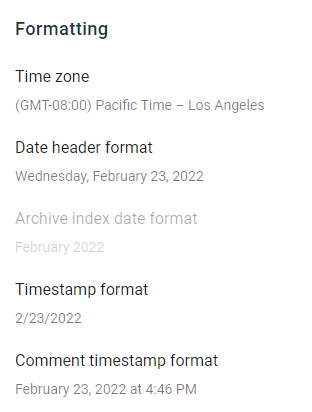 Formatting
Time zone
(GMT-08:00) Pacific Time – Los Angeles
Date header format
Wednesday, February 23, 2022
Archive index date format
February 2022
Timestamp format
2/23/2022
Comment timestamp format
February 23, 2022 at 4:46 PM